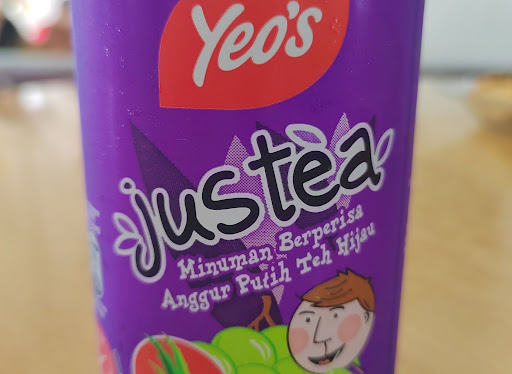 Yeo's
justea
Minuman Berperisa
Anggur Putih Teh Hijau